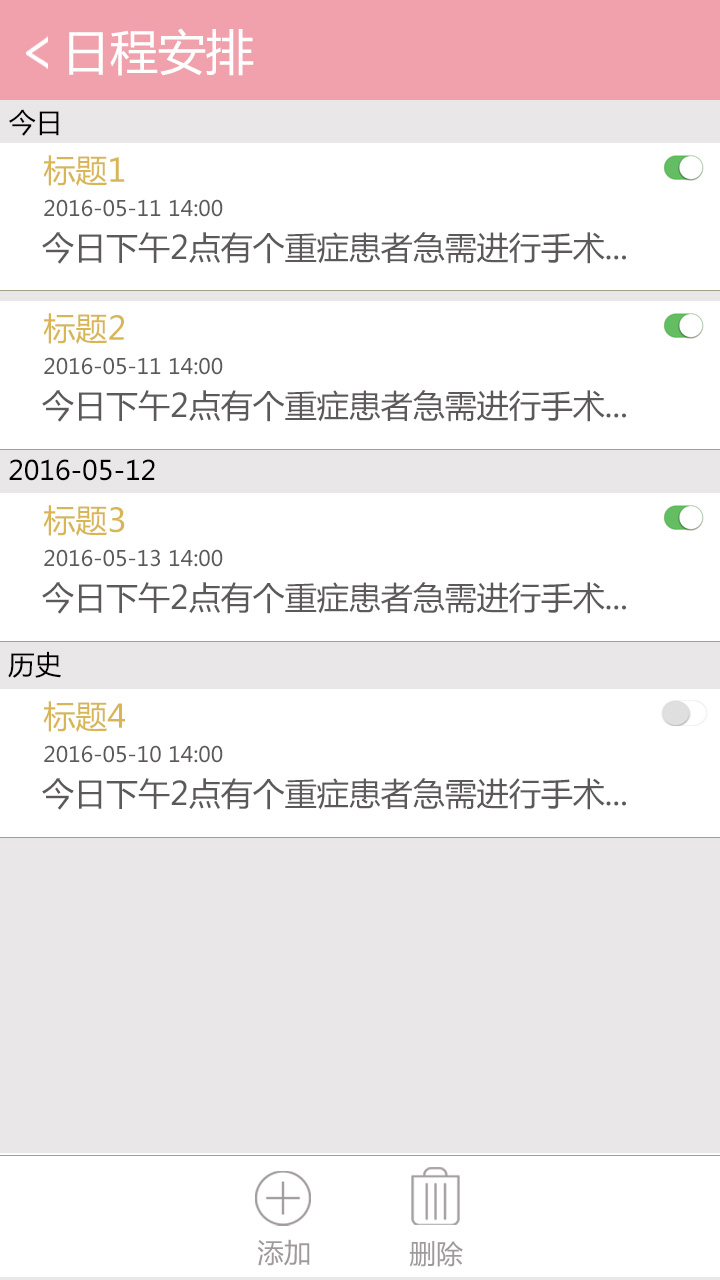 日程安排
今日
标题1
2016-05-11 14:00
今日下午2点有个重症患者急需进行手术...
标题2
2016-05-11 14:00
今日下午2点有个重症患者急需进行手术...
2016-05-12
标题3
2016-05-13 14:00
今日下午2点有个重症患者急需进行手术...
历史
标题4
2016-05-10 14:00
今日下午2点有个重症患者急需进行手术...
添加
删除